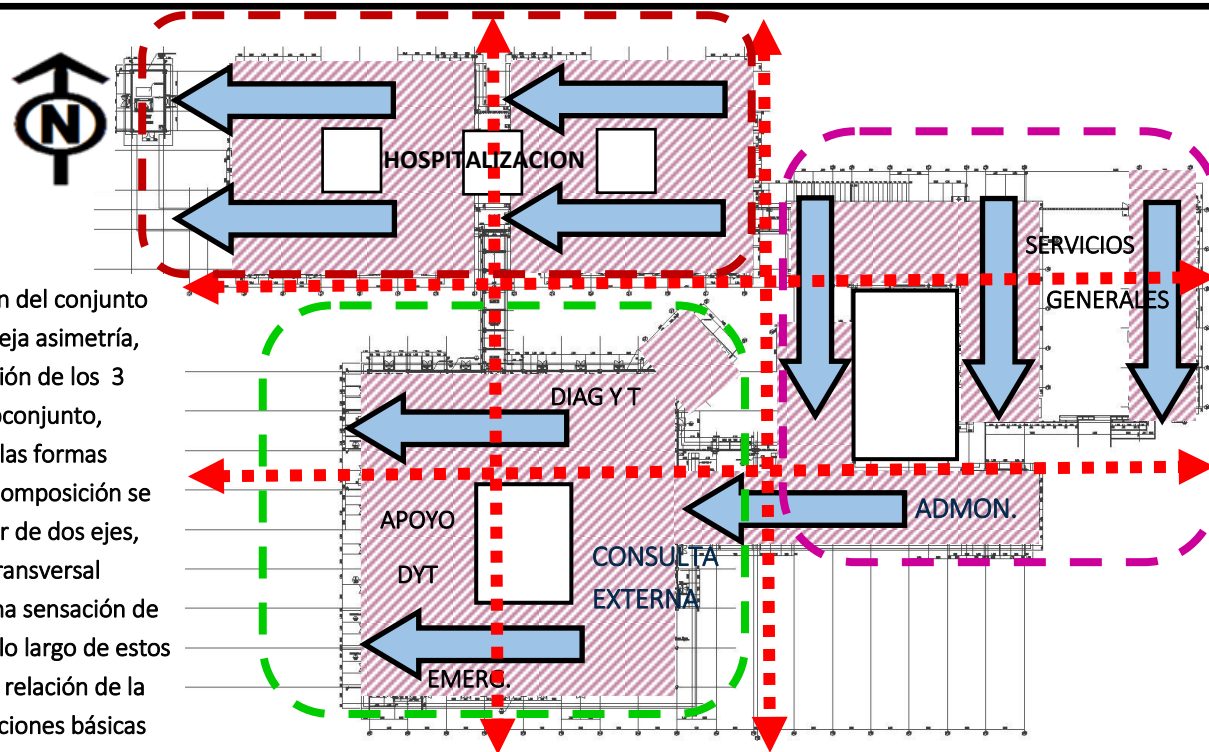 N
HOSPITALIZACION
SERVICIOS
GENERALES
n del conjunto
eja asimetría,
ión de los 3
oconjunto,
las formas
omposición se
r de dos ejes,
ransversal
na sensación de
lo largo de estos
relación de la
ciones básicas
DIAG Y T
APOYO
DYT
CONSULTA
EXTERNA
EMERG.
ADMON.